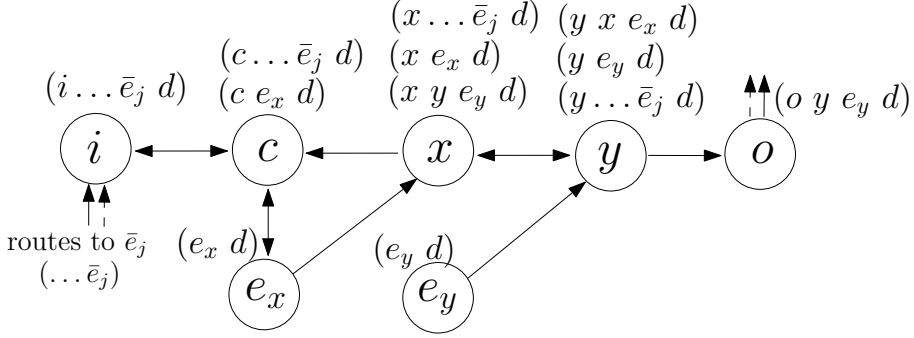 (x … ē_j d) (y x e_x d)
(c … ē_j d) (x e_x d) (y e_y d)
(i … ē_j d) (c e_x d) (x y e_y d) (y … ē_j d) (o y e_y d)
i c x y o
routes to ē_j (e_x d) (e_y d)
(… ē_j)
e_x e_y